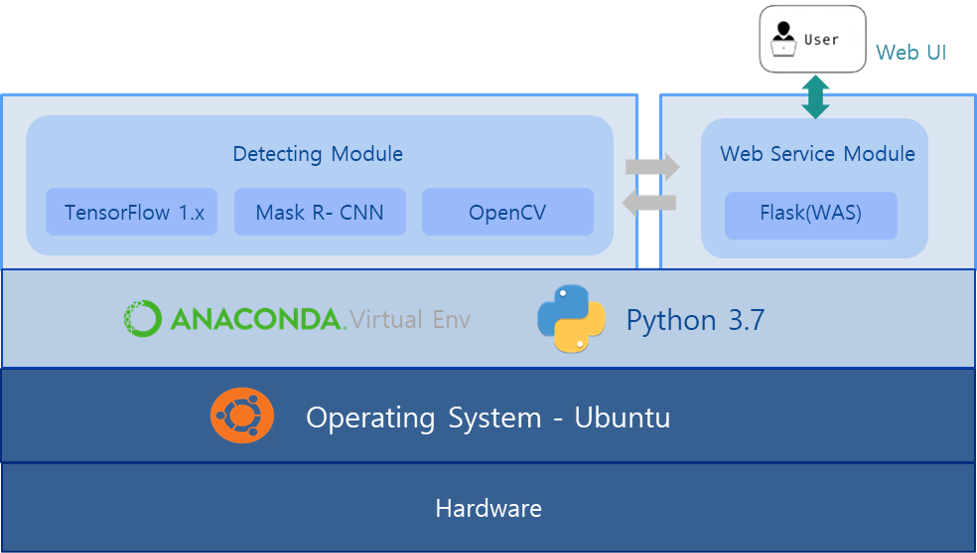 User
Web UI
Detecting Module
TensorFlow 1.x
Mask R- CNN
OpenCV
Web Service Module
Flask(WAS)
ANACONDA. Virtual Env
Python 3.7
Operating System - Ubuntu
Hardware